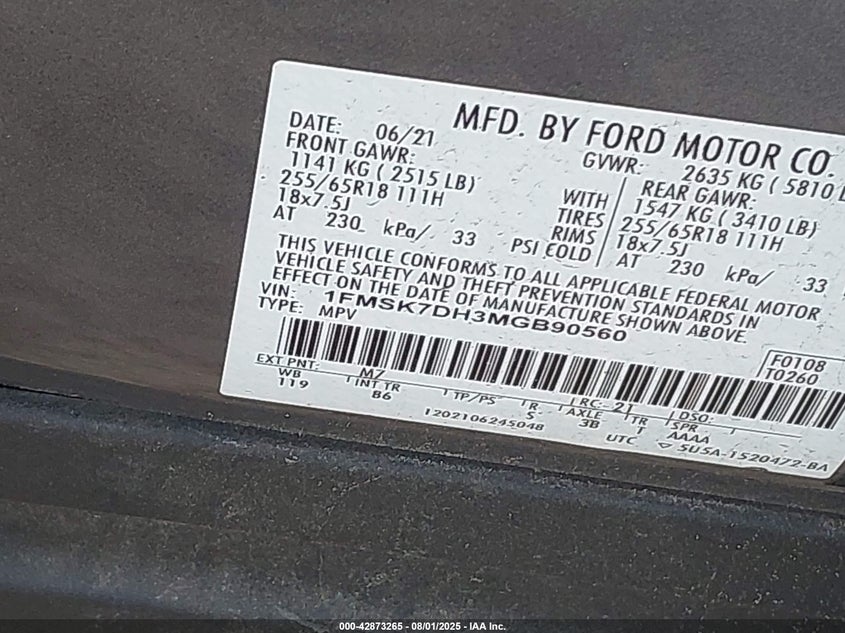 MFD. BY FORD MOTOR CO.
DATE: 06/21 GVWR: 2635 KG ( 5810 L
FRONT GAWR: REAR GAWR:
1141 KG ( 2515 LB) WITH 1547 KG ( 3410 LB)
255/65R18 111H TIRES 255/65R18 111H
18x7.5J RIMS 18x7.5J
AT 230 kPa/ 33 PSI COLD AT 230 kPa/ 33
THIS VEHICLE CONFORMS TO ALL APPLICABLE FEDERAL MOTOR
VEHICLE SAFETY AND THEFT PREVENTION STANDARDS IN
EFFECT ON THE DATE OF MANUFACTURE SHOWN ABOVE.
VIN: 1FMSK7DH3MGB90560
TYPE: MPV
F0108
T0260
EXT PNT: M7 RC: 21 DSO:
WB INT TR TP/PS R AXLE TR SPR
119 B6 5 3B AAAA
1202106245048 UTC ▽ 5U5A-1520472-BA
000-42873265 - 08/01/2025 - IAA Inc.